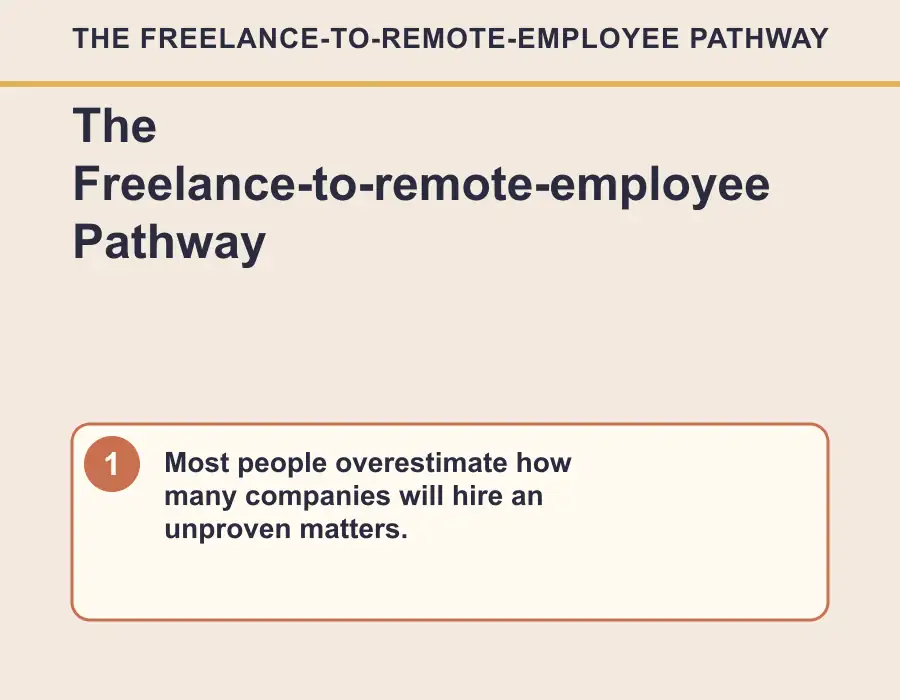 THE FREELANCE-TO-REMOTE-EMPLOYEE PATHWAY
The
Freelance-to-remote-employee
Pathway
1
Most people overestimate how
many companies will hire an
unproven matters.